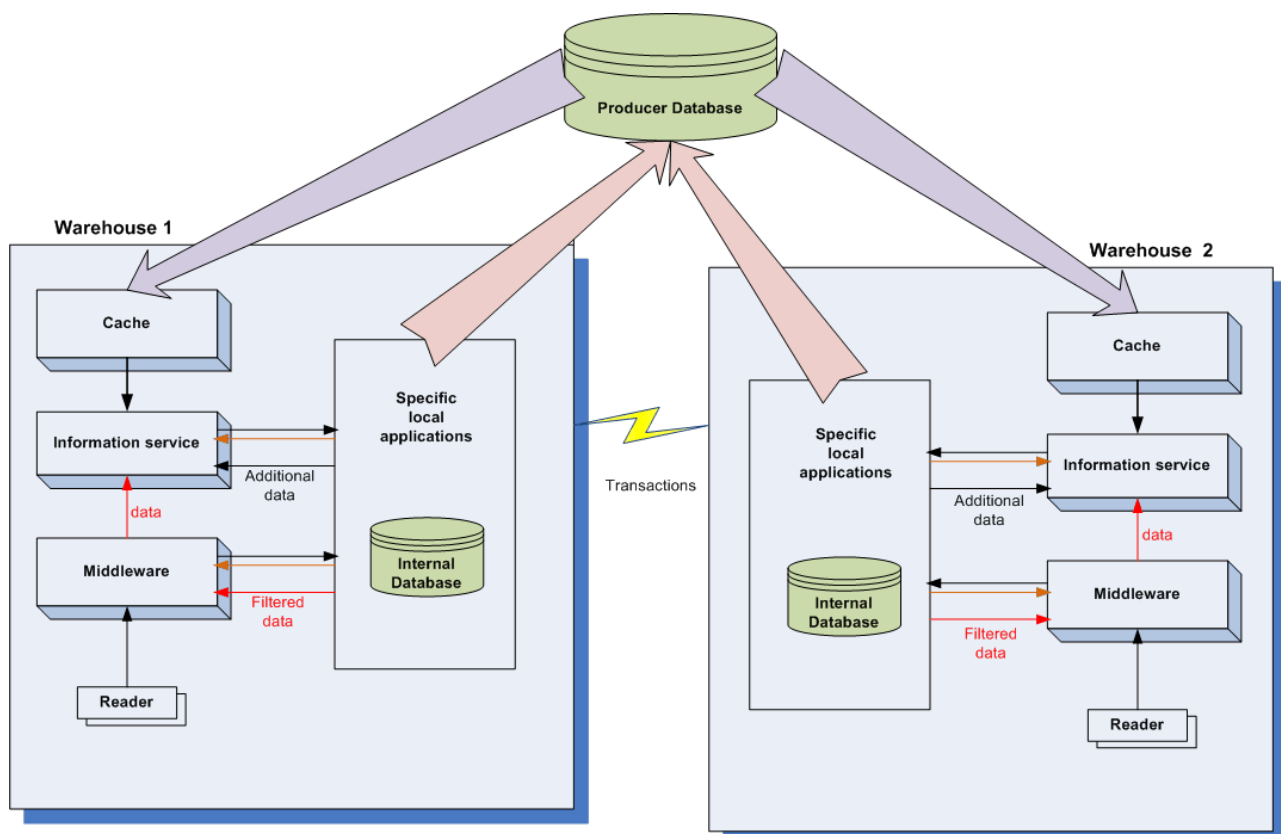 Producer Database
Warehouse 1
Cache
Information service
Specific
local
applications
Additional
data
data
Middleware
Internal
Database
Filtered
data
Reader
Transactions
Warehouse 2
Cache
Specific
local
applications
Information service
Additional
data
data
Internal
Database
Middleware
Filtered
data
Reader